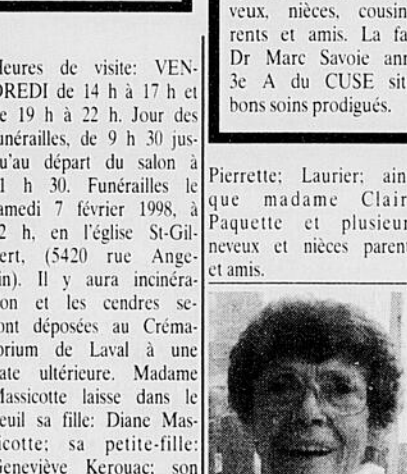 Heures de visite: VEN-
DREDI de 14 h à 17 h et
de 19 h à 22 h. Jour des
funérailles, de 9 h 30 jus-
qu'au départ du salon à
11 h 30. Funérailles le
samedi 7 février 1998, à
12 h, en l'église St-Gil-
bert, (5420 rue Ange-
vin). Il y aura incinéra-
tion et les cendres se-
ront déposées au Créma-
torium de Laval à une
date ultérieure. Madame
Massicotte laisse dans le
deuil sa fille: Diane Mas-
sicotte; sa petite-fille:
Geneviève Kerouac; son
veux, nièces, cousin
rents et amis. La fa
Dr Marc Savoie ann
3e A du CUSE sit
bons soins prodigués.
Pierrette; Laurier; ain
que madame Clair
Paquette et plusieur
neveux et nièces parent
et amis.